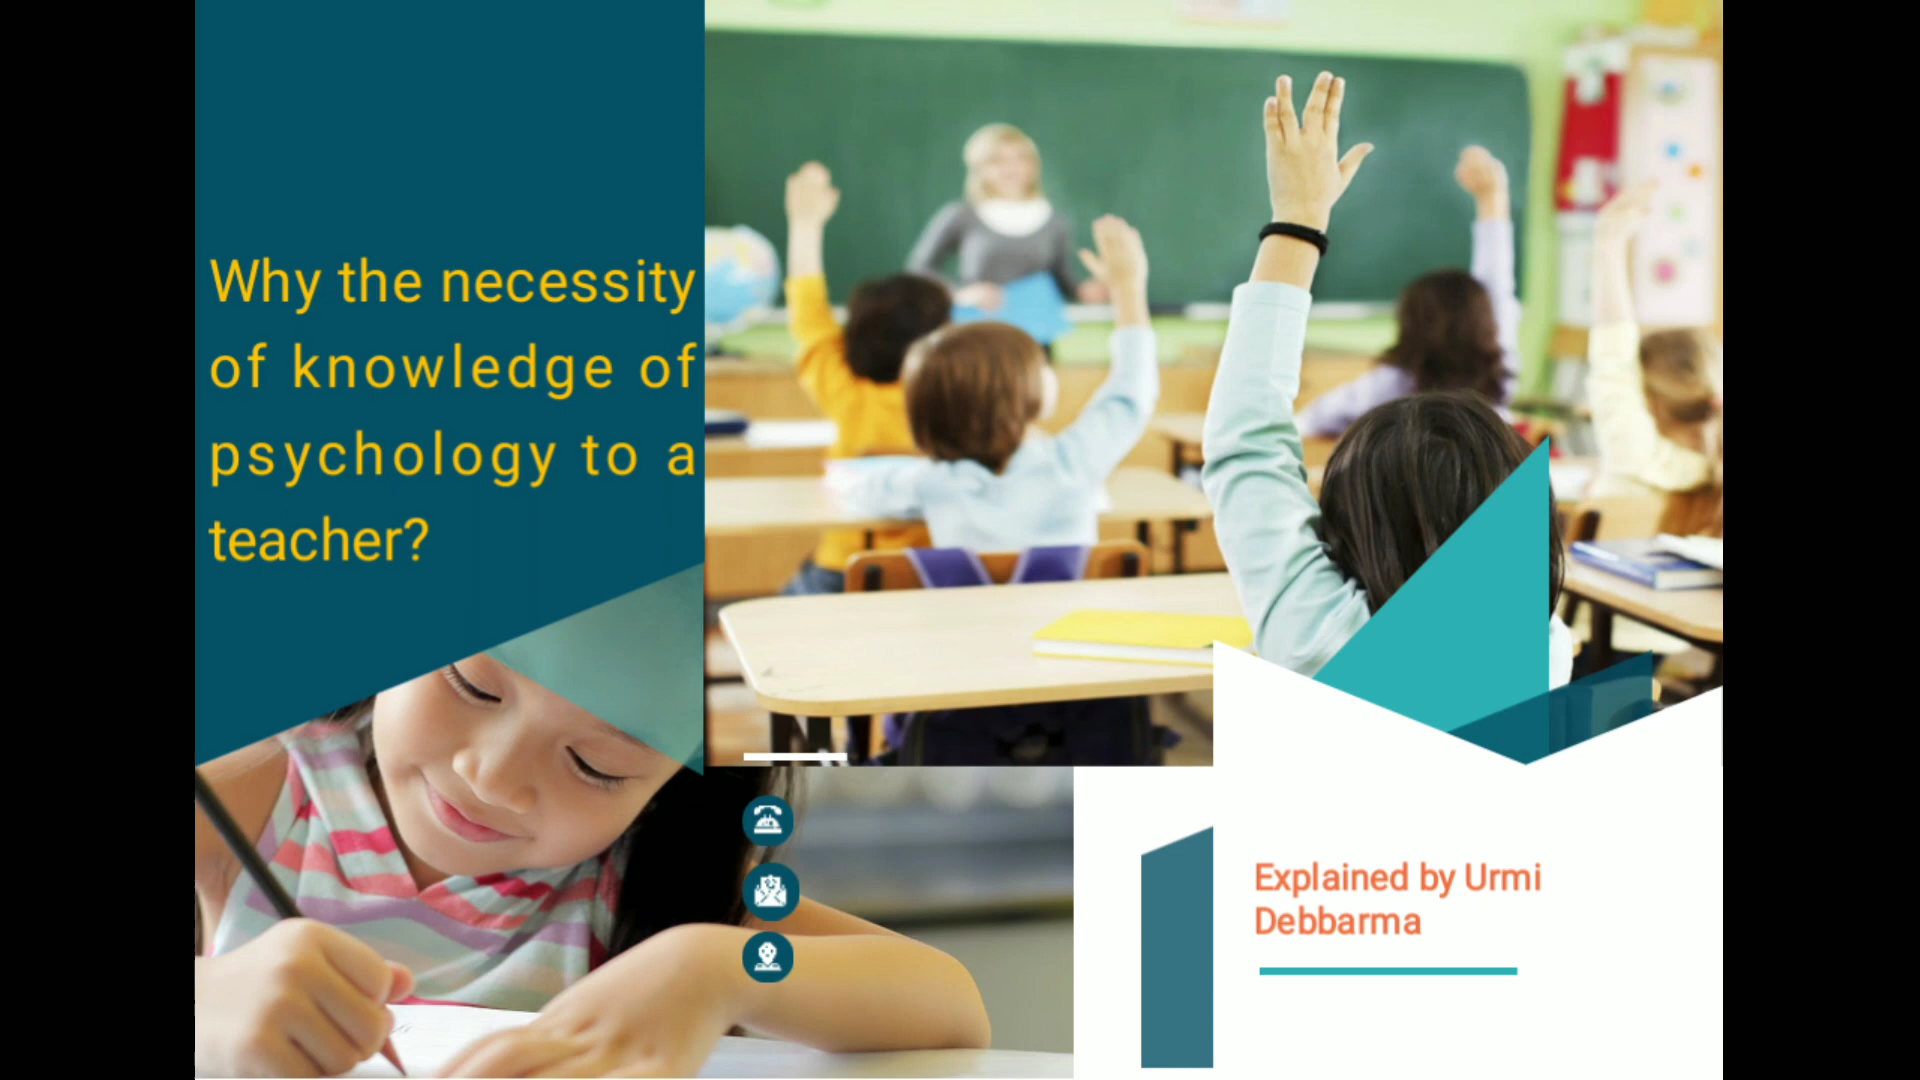 Why the necessity
of knowledge of
psychology to a
teacher?
Explained by Urmi
Debbarma